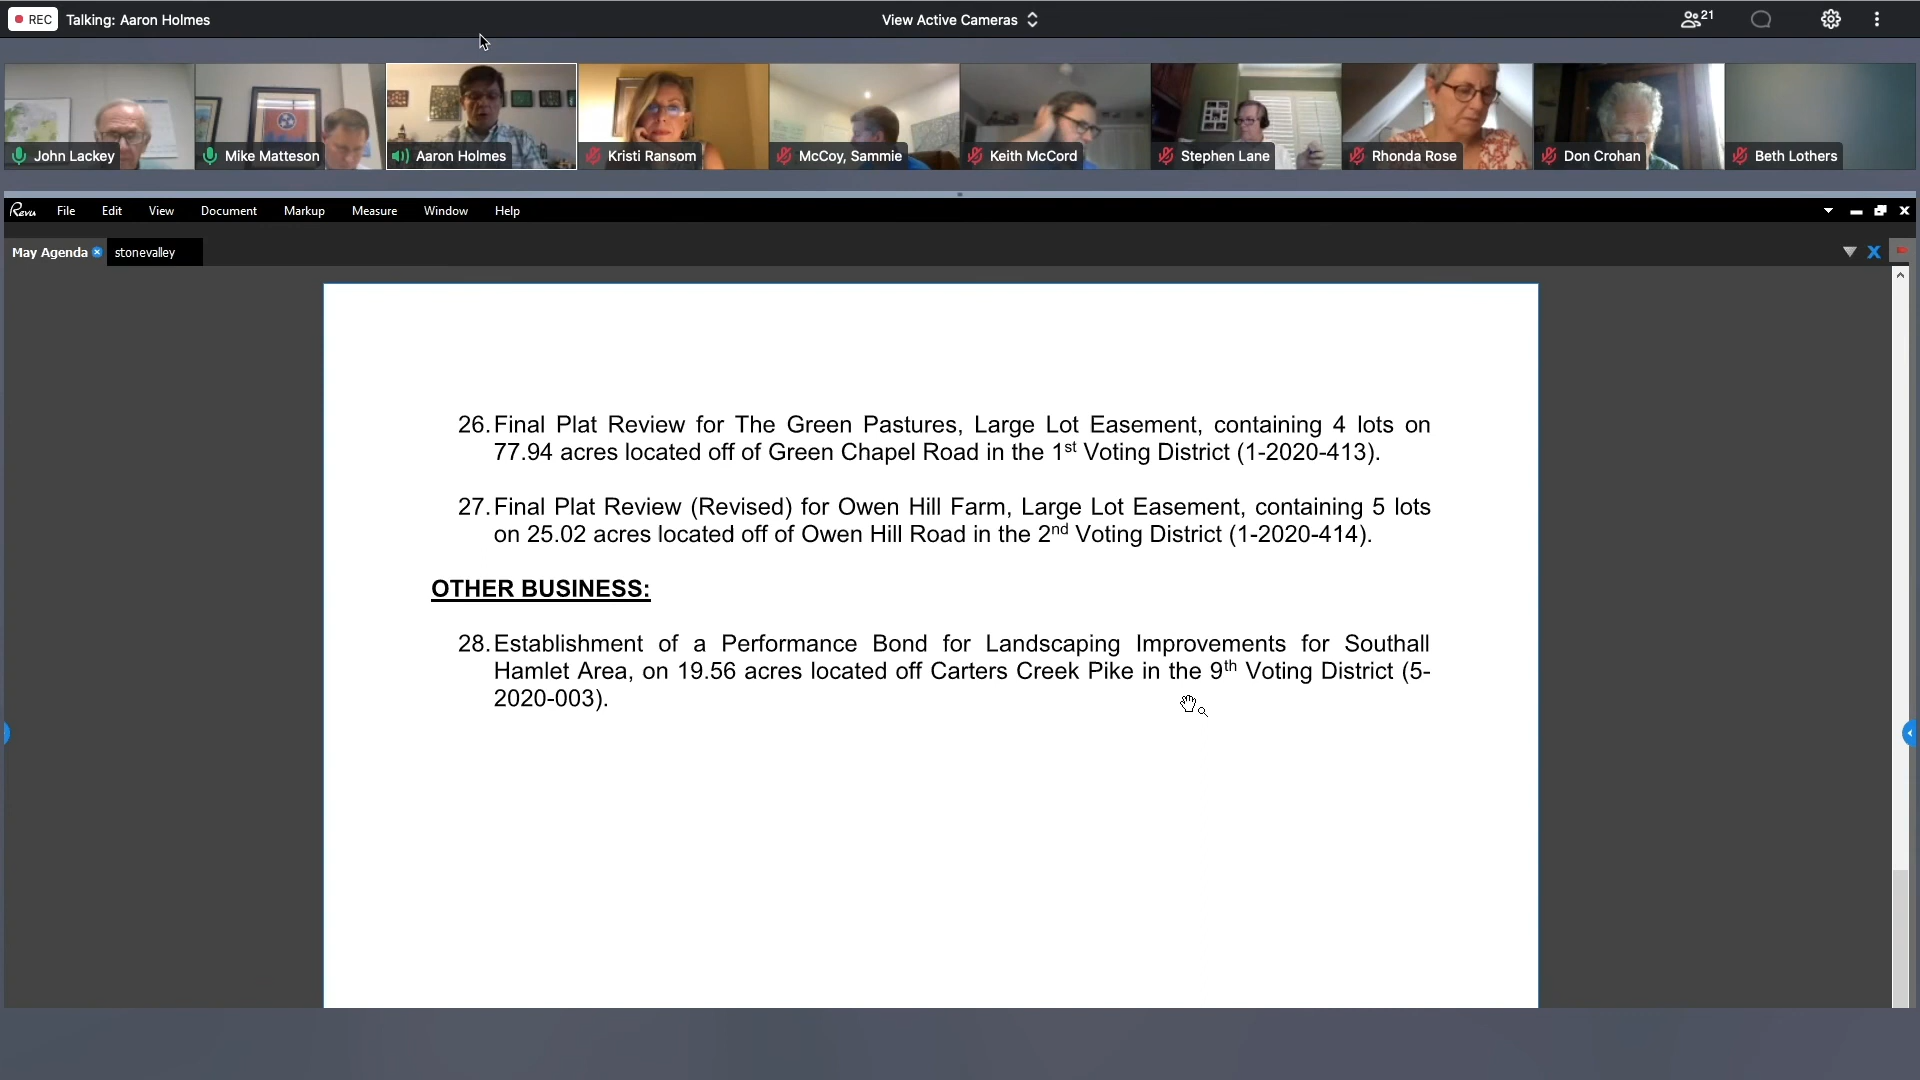 REC Talking: Aaron Holmes View Active Cameras 21
John Lackey Mike Matteson Aaron Holmes Kristi Ransom McCoy, Sammie Keith McCord Stephen Lane Rhonda Rose Don Crohan Beth Lothers
Revu File Edit View Document Markup Measure Window Help
May Agenda stonevalley
26. Final Plat Review for The Green Pastures, Large Lot Easement, containing 4 lots on
77.94 acres located off of Green Chapel Road in the 1st Voting District (1-2020-413).
27. Final Plat Review (Revised) for Owen Hill Farm, Large Lot Easement, containing 5 lots
on 25.02 acres located off of Owen Hill Road in the 2nd Voting District (1-2020-414).
OTHER BUSINESS:
28. Establishment of a Performance Bond for Landscaping Improvements for Southall
Hamlet Area, on 19.56 acres located off Carters Creek Pike in the 9th Voting District (5-
2020-003).